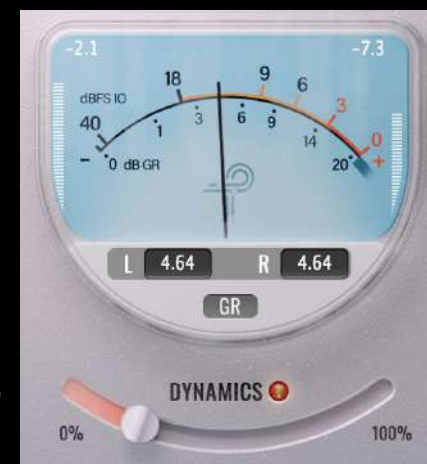 -2.1 -7.3
18 9 6 3 0
dBFS IO
40
1 3 6 9 14 20
- 0 dB GR +
L 4.64 R 4.64
GR
DYNAMICS
0% 100%